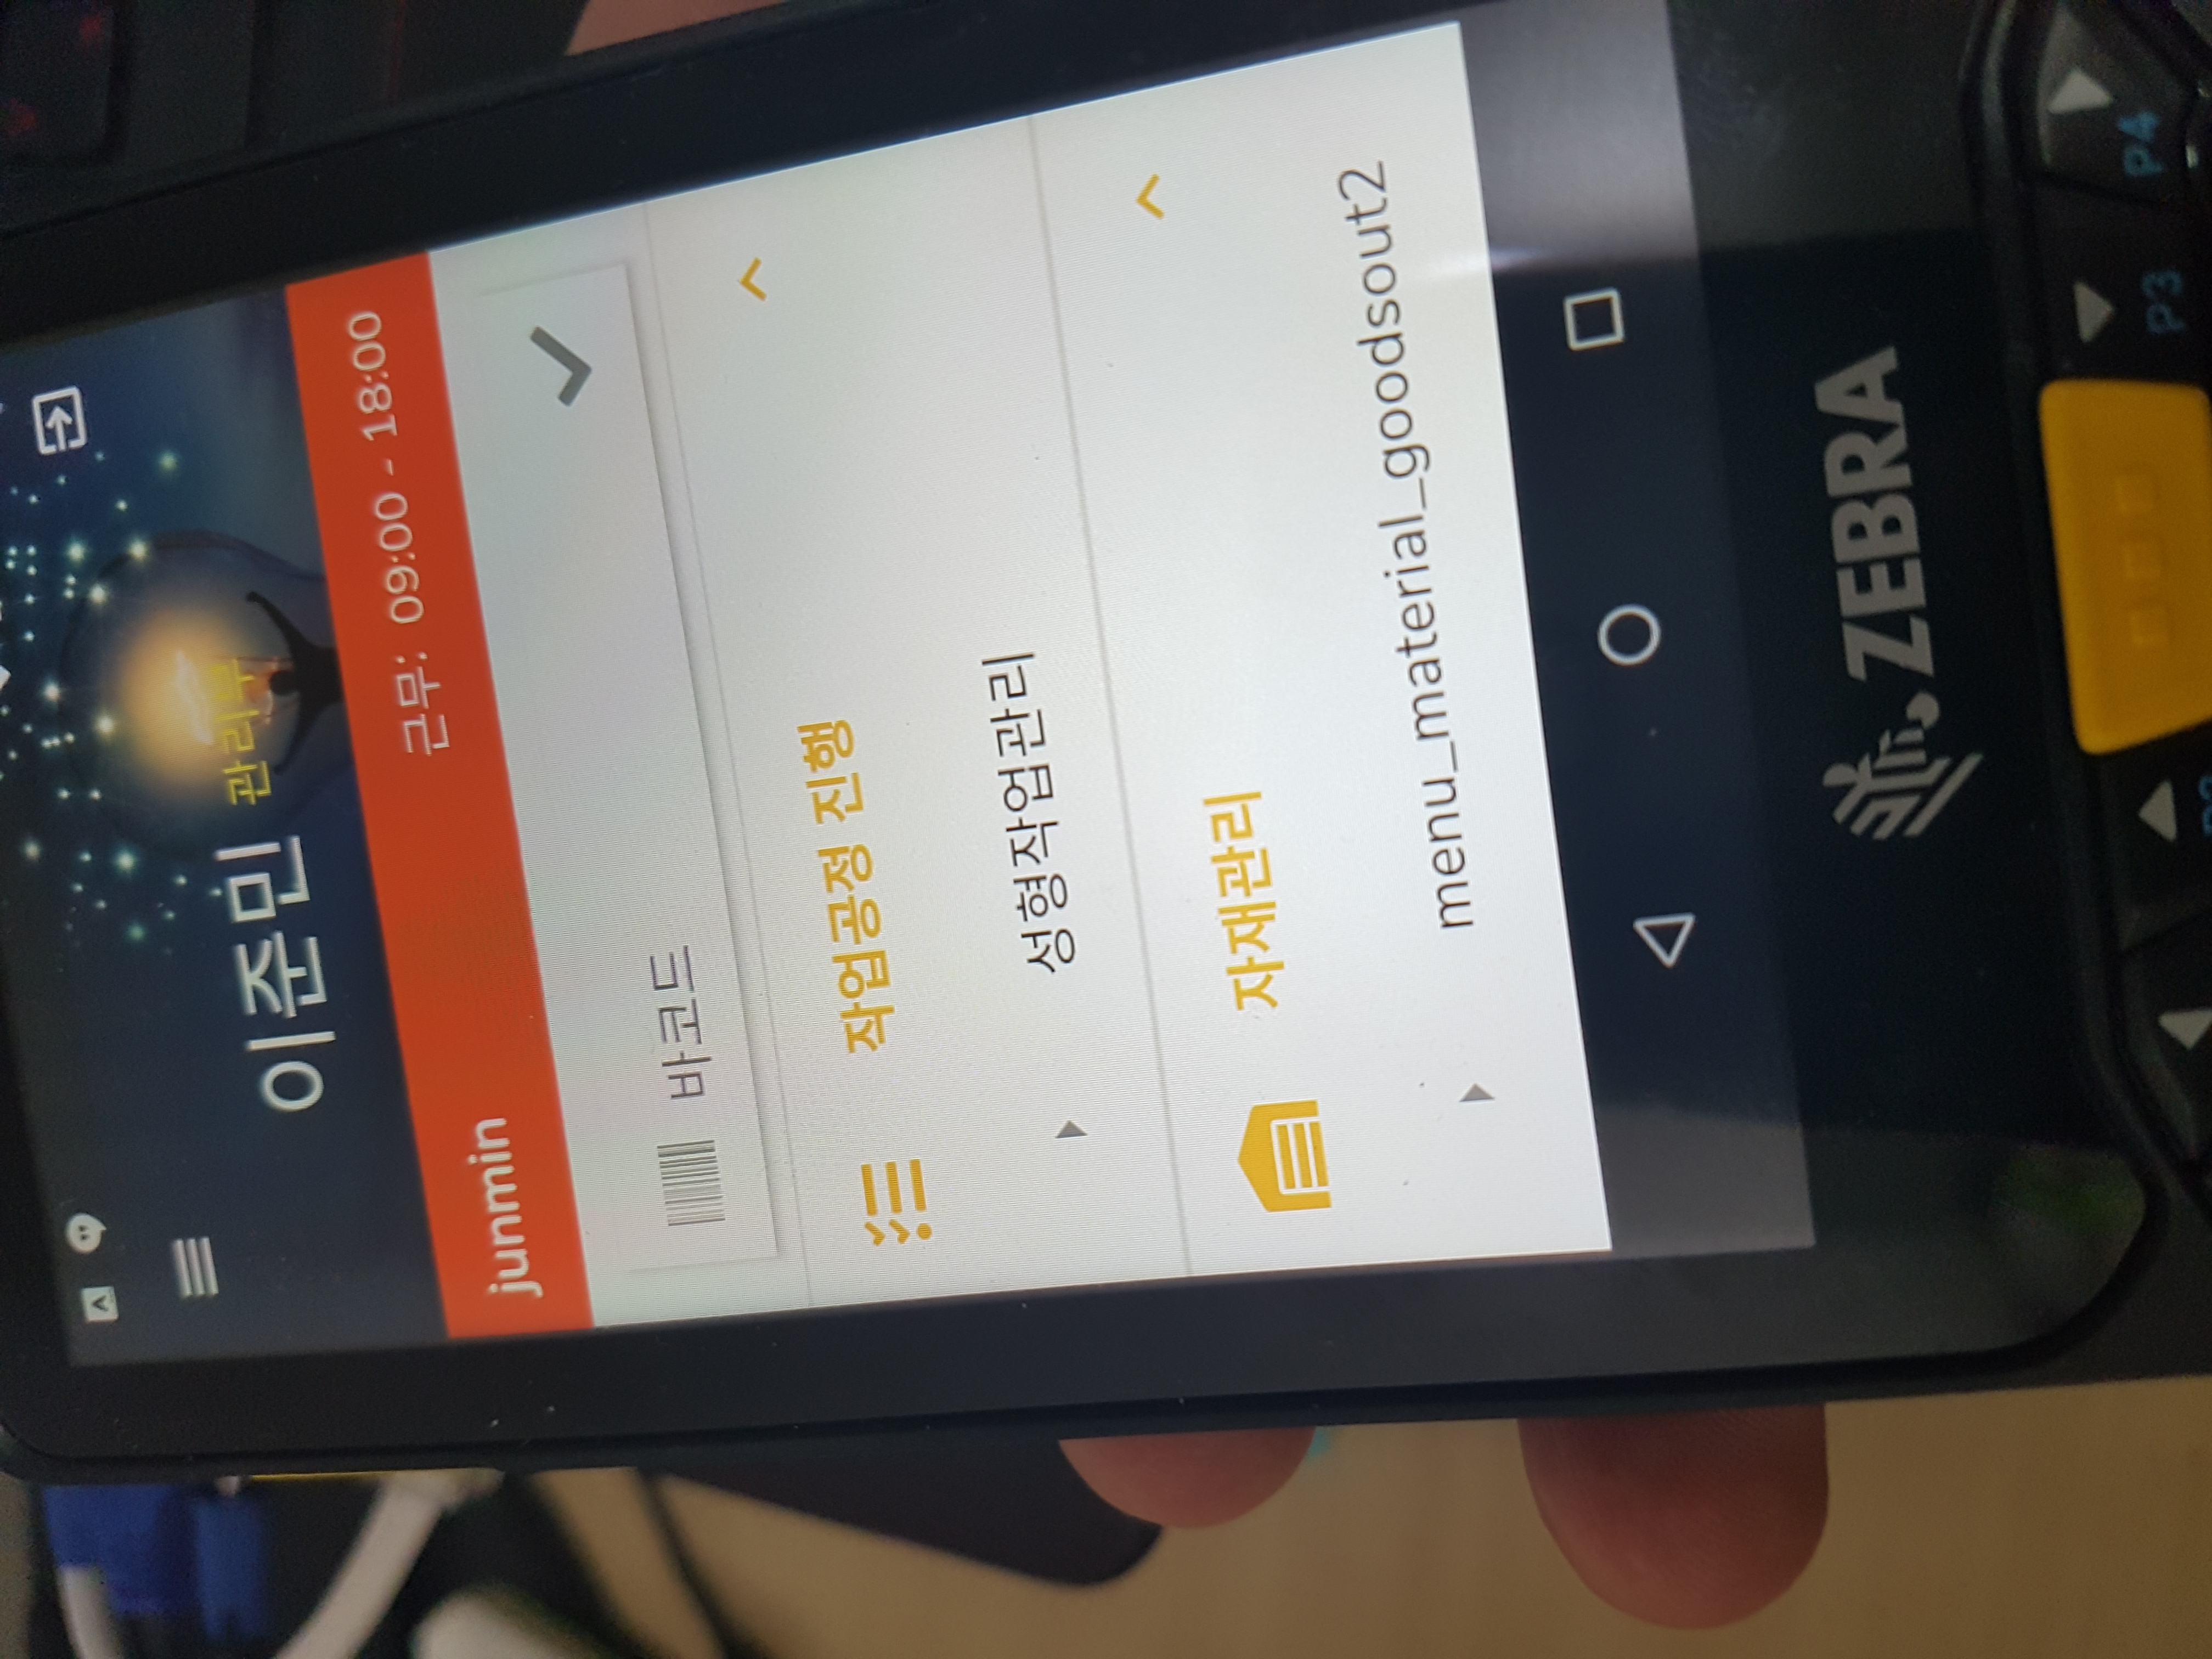 이준민 관리부
junmin 근무: 09:00 - 18:00
바코드
작업공정 진행
성형작업관리
자재관리
menu_material_goodsout2
ZEBRA
P3 P4